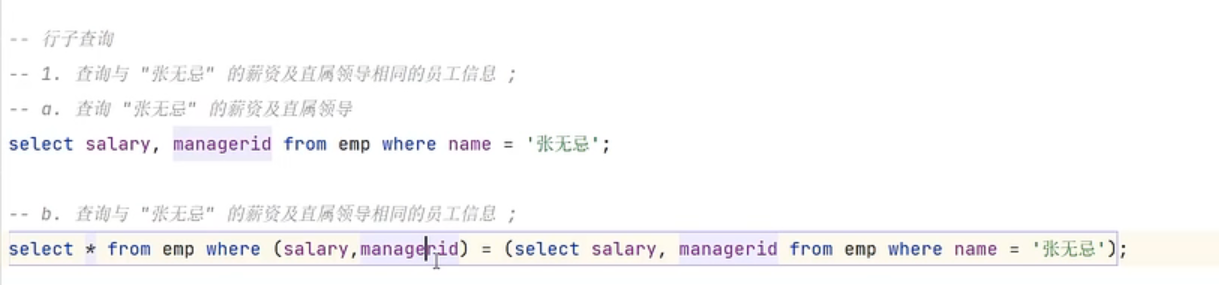 -- 行子查询
-- 1. 查询与 "张无忌" 的薪资及直属领导相同的员工信息 ;
-- a. 查询 "张无忌" 的薪资及直属领导
select salary, managerid from emp where name = '张无忌';
-- b. 查询与 "张无忌" 的薪资及直属领导相同的员工信息 ;
select * from emp where (salary,managerid) = (select salary, managerid from emp where name = '张无忌');